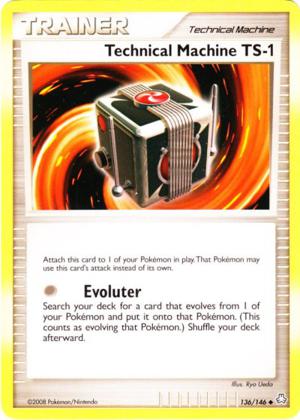 TRAINER
Technical Machine
Technical Machine TS-1
Attach this card to 1 of your Pokémon in play. That Pokémon may
use this card's attack instead of its own.
Evoluter
Search your deck for a card that evolves from 1
of your Pokémon and put it onto that Pokémon. (This
counts as evolving that Pokémon.) Shuffle your deck
afterward.
Illus. Ryo Ueda
©2008 Pokémon/Nintendo
136/146